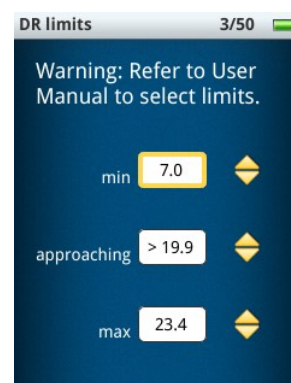 DR limits 3/50
Warning: Refer to User
Manual to select limits.
min 7.0
approaching > 19.9
max 23.4